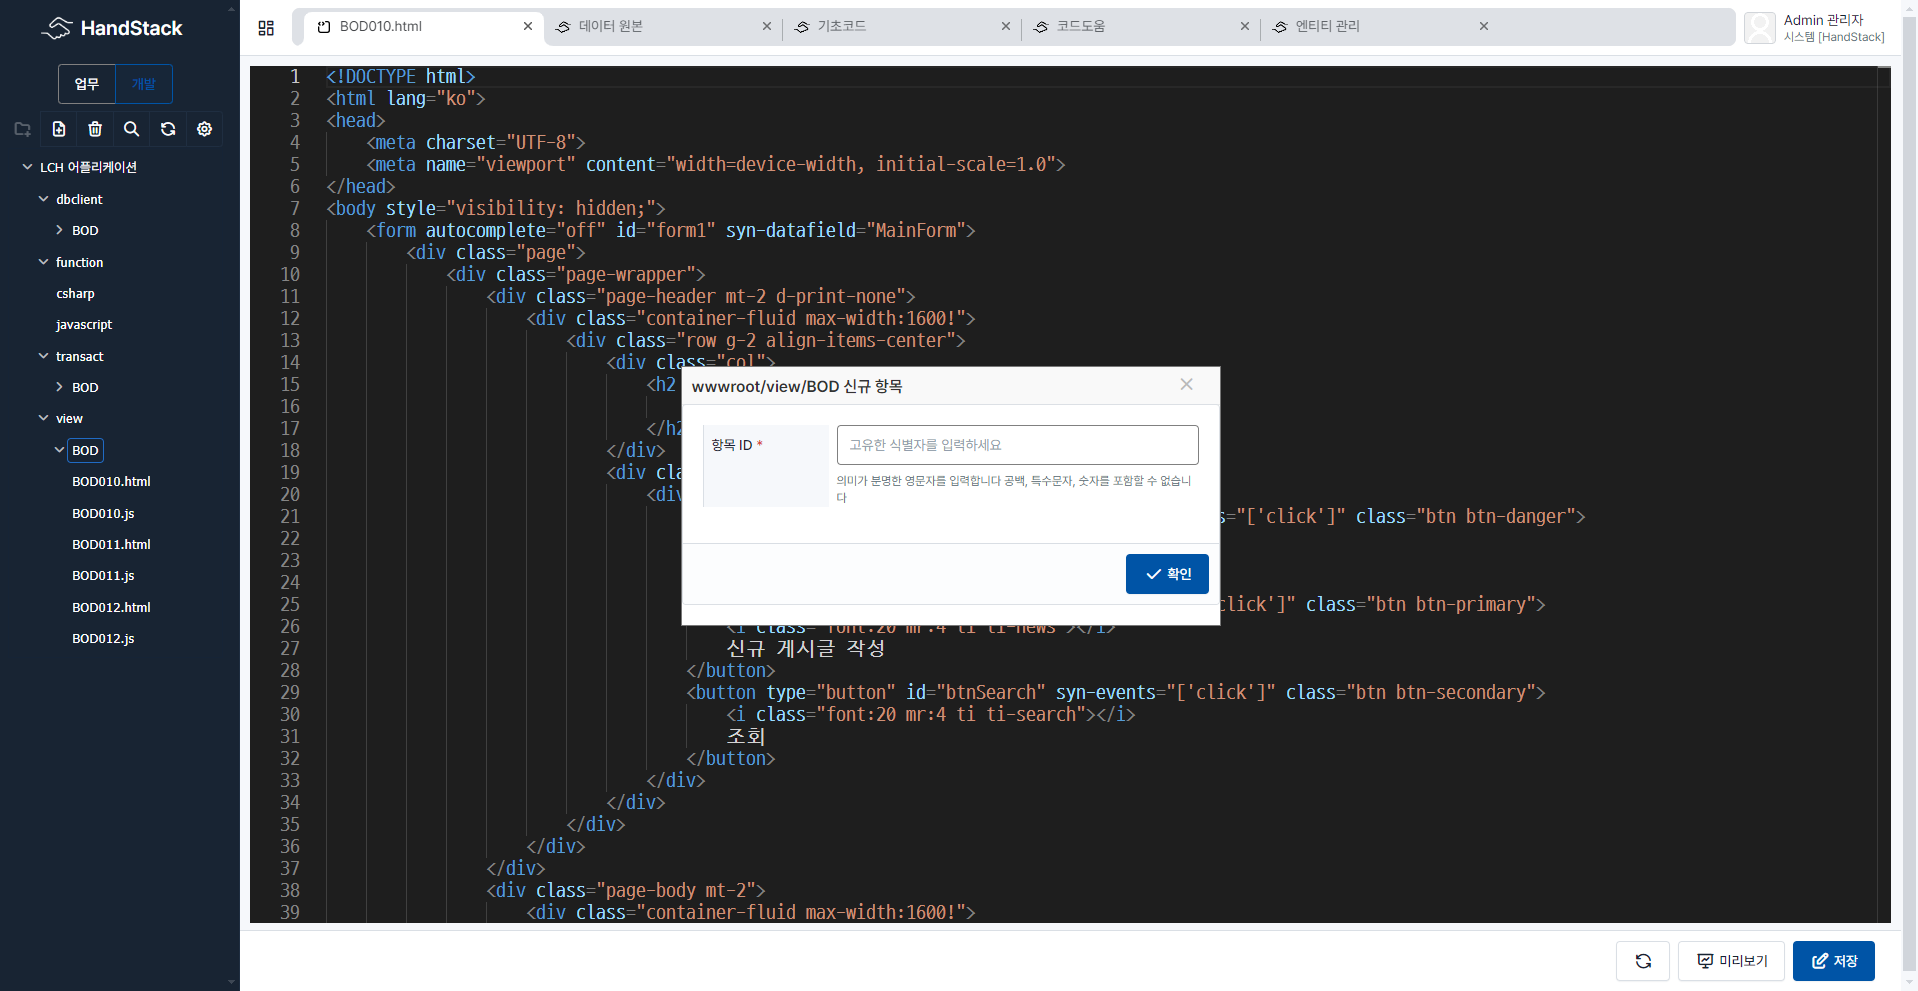 HandStack
업무
개발
LCH 어플리케이션
dbclient
BOD
function
csharp
javascript
transact
BOD
view
BOD
BOD010.html
BOD010.js
BOD011.html
BOD011.js
BOD012.html
BOD012.js
BOD010.html
데이터 원본
기초코드
코드도움
엔티티 관리
Admin 관리자
시스템 [HandStack]
1 <!DOCTYPE html>
2 <html lang="ko">
3 <head>
4 <meta charset="UTF-8">
5 <meta name="viewport" content="width=device-width, initial-scale=1.0">
6 </head>
7 <body style="visibility: hidden;">
8 <form autocomplete="off" id="form1" syn-datafield="MainForm">
9 <div class="page">
10 <div class="page-wrapper">
11 <div class="page-header mt-2 d-print-none">
12 <div class="container-fluid max-width:1600!">
13 <div class="row g-2 align-items-center">
14 <div class="col">
15 <h2
16
17 </h2
18 </div>
19 <div cla
20 <div
21 s="['click']" class="btn btn-danger">
22
23
24
25 click']" class="btn btn-primary">
26 <i class="font:20 mr:4 ti ti-news"></i>
27 신규 게시글 작성
28 </button>
29 <button type="button" id="btnSearch" syn-events="['click']" class="btn btn-secondary">
30 <i class="font:20 mr:4 ti ti-search"></i>
31 조회
32 </button>
33 </div>
34 </div>
35 </div>
36 </div>
37 </div>
38 <div class="page-body mt-2">
39 <div class="container-fluid max-width:1600!">
wwwroot/view/BOD 신규 항목
항목 ID *
고유한 식별자를 입력하세요
의미가 분명한 영문자를 입력합니다 공백, 특수문자, 숫자를 포함할 수 없습니
다
확인
미리보기
저장